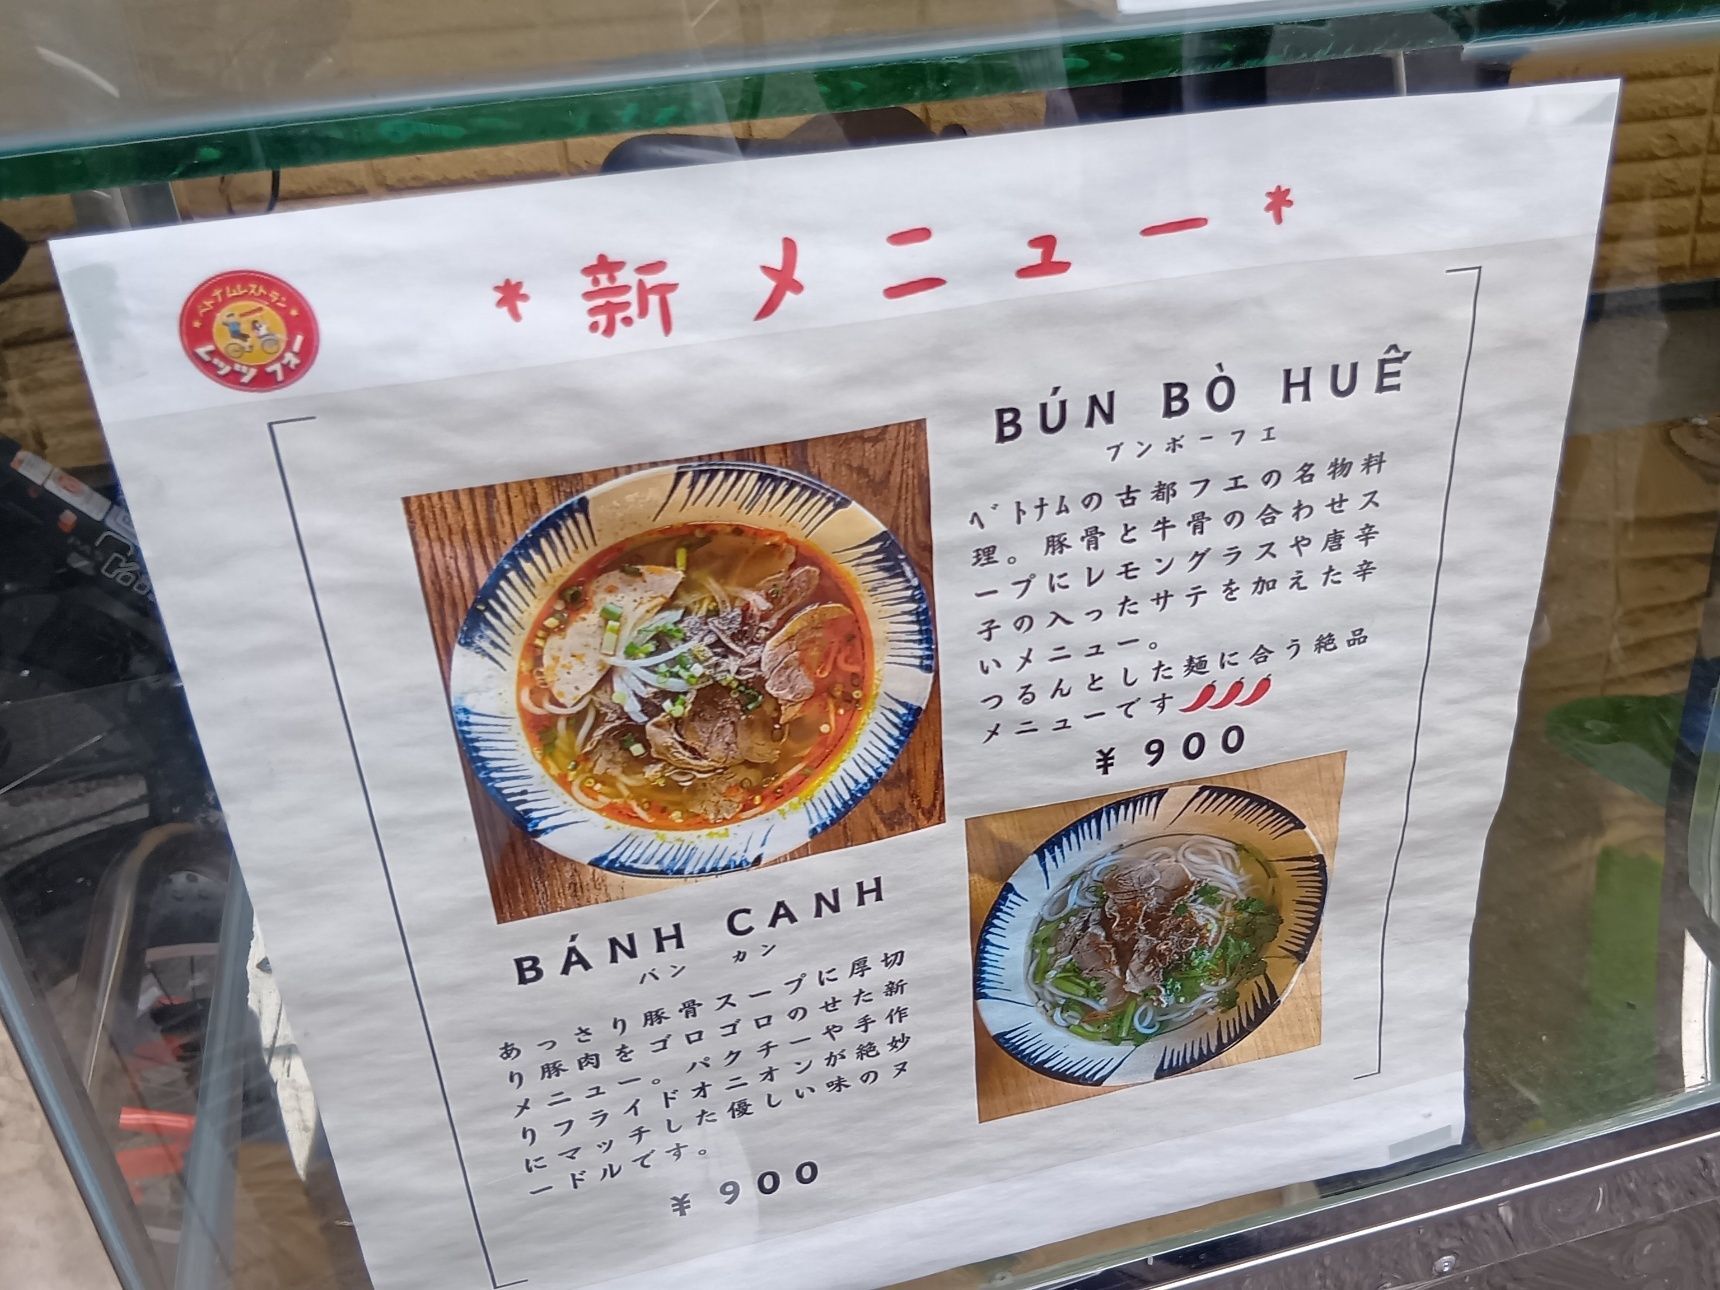 *新メニュー*
ベトナムレストラン
レッツフォー
BÚN BÒ HUẾ
ブンボーフエ
ベトナムの古都フエの名物料
理。豚骨と牛骨の合わせス
ープにレモングラスや唐辛
子の入ったサテを加えた辛
いメニュー。
つるんとした麺に合う絶品
メニューです🌶🌶🌶
¥900
BÁNH CANH
バン カン
あっさり豚骨スープに厚切
り豚肉をゴロゴロのせた新
メニュー。パクチーや手作
りフライドオニオンが絶妙
にマッチした優しい味のヌ
ードルです。
¥900